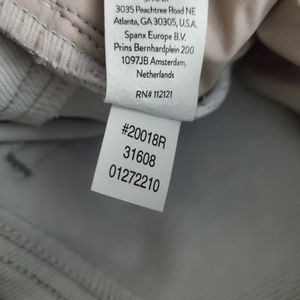 SPANX
3035 Peachtree Road NE
Atlanta, GA 30305, U.S.A.
Spanx Europe B.V.
Prins Bernhardplein 200
1097JB Amsterdam,
Netherlands
RN# 112121
#20018R
31608
01272210